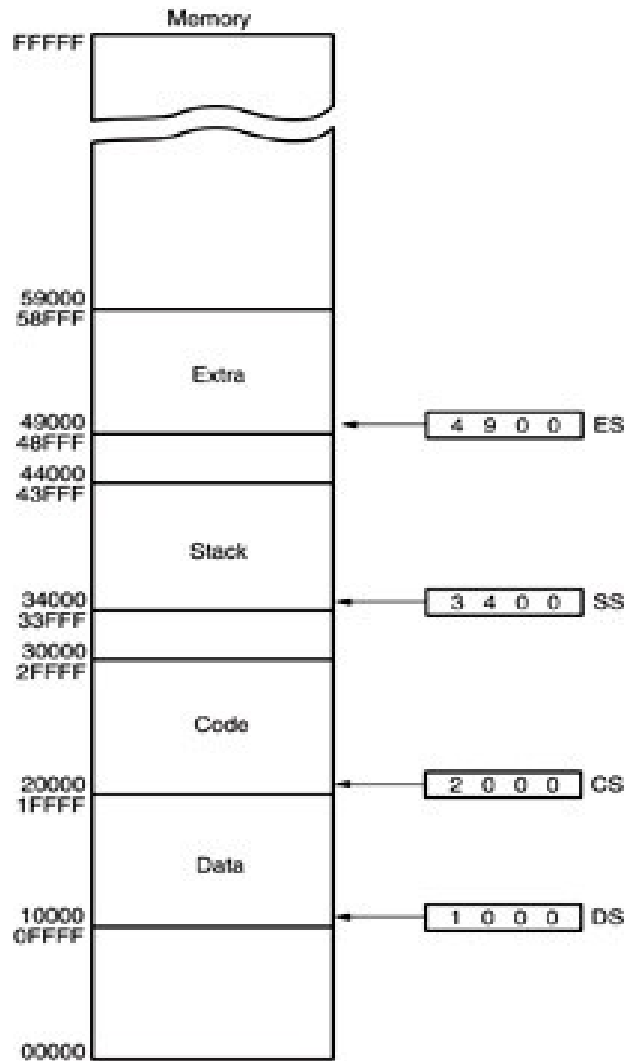 Memory
FFFFF
59000
58FFF
Extra
49000
4 9 0 0 ES
48FFF
44000
43FFF
Stack
34000
3 4 0 0 SS
33FFF
30000
2FFFF
Code
20000
2 0 0 0 CS
1FFFF
Data
10000
1 0 0 0 DS
0FFFF
00000